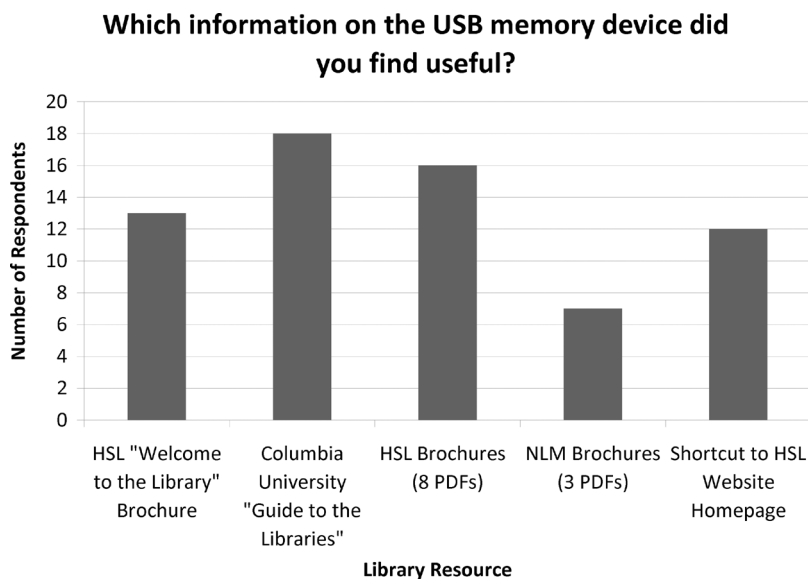 Which information on the USB memory device did
you find useful?
Number of Respondents
20
18
16
14
12
10
8
6
4
2
0
HSL "Welcome
to the Library"
Brochure
Columbia
University
"Guide to the
Libraries"
HSL Brochures
(8 PDFs)
NLM Brochures
(3 PDFs)
Shortcut to HSL
Website
Homepage
Library Resource